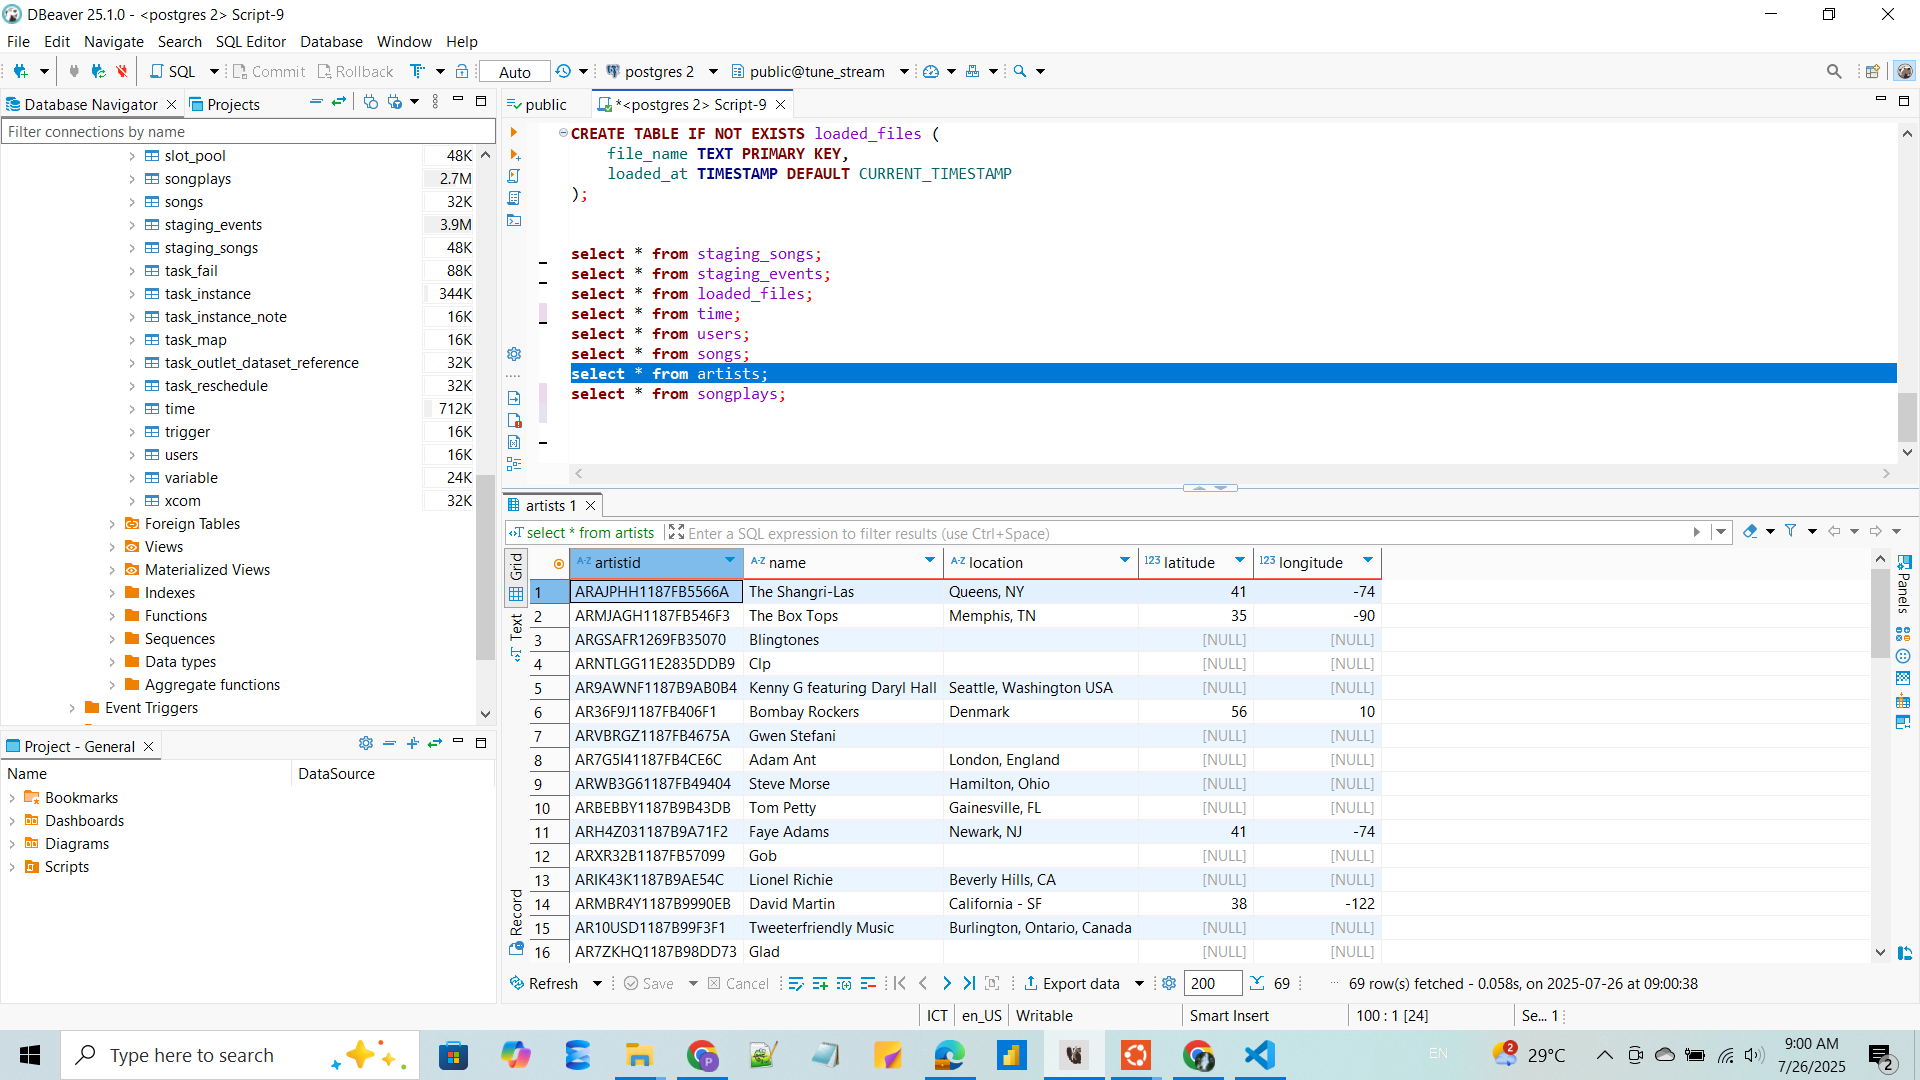 DBeaver 25.1.0 - <postgres 2> Script-9
File Edit Navigate Search SQL Editor Database Window Help
SQL Commit Rollback Auto postgres 2 public@tune_stream
Database Navigator Projects
Filter connections by name
slot_pool 48K
songplays 2.7M
songs 32K
staging_events 3.9M
staging_songs 48K
task_fail 88K
task_instance 344K
task_instance_note 16K
task_map 16K
task_outlet_dataset_reference 32K
task_reschedule 32K
time 712K
trigger 16K
users 16K
variable 24K
xcom 32K
Foreign Tables
Views
Materialized Views
Indexes
Functions
Sequences
Data types
Aggregate functions
Event Triggers
Project - General
Name DataSource
Bookmarks
Dashboards
Diagrams
Scripts
public *<postgres 2> Script-9
CREATE TABLE IF NOT EXISTS loaded_files (
file_name TEXT PRIMARY KEY,
loaded_at TIMESTAMP DEFAULT CURRENT_TIMESTAMP
);
select * from staging_songs;
select * from staging_events;
select * from loaded_files;
select * from time;
select * from users;
select * from songs;
select * from artists;
select * from songplays;
artists 1
select * from artists Enter a SQL expression to filter results (use Ctrl+Space)
Grid
Text
Record
Panels
A-Z artistid A-Z name A-Z location 123 latitude 123 longitude
1 ARAJPHH1187FB5566A The Shangri-Las Queens, NY 41 -74
2 ARMJAGH1187FB546F3 The Box Tops Memphis, TN 35 -90
3 ARGSAFR1269FB35070 Blingtones [NULL] [NULL]
4 ARNTLGG11E2835DDB9 Clp [NULL] [NULL]
5 AR9AWNF1187B9AB0B4 Kenny G featuring Daryl Hall Seattle, Washington USA [NULL] [NULL]
6 AR36F9J1187FB406F1 Bombay Rockers Denmark 56 10
7 ARVBRGZ1187FB4675A Gwen Stefani [NULL] [NULL]
8 AR7G5I41187FB4CE6C Adam Ant London, England [NULL] [NULL]
9 ARWB3G61187FB49404 Steve Morse Hamilton, Ohio [NULL] [NULL]
10 ARBEBBY1187B9B43DB Tom Petty Gainesville, FL [NULL] [NULL]
11 ARH4Z031187B9A71F2 Faye Adams Newark, NJ 41 -74
12 ARXR32B1187FB57099 Gob [NULL] [NULL]
13 ARIK43K1187B9AE54C Lionel Richie Beverly Hills, CA [NULL] [NULL]
14 ARMBR4Y1187B9990EB David Martin California - SF 38 -122
15 AR10USD1187B99F3F1 Tweeterfriendly Music Burlington, Ontario, Canada [NULL] [NULL]
16 AR7ZKHQ1187B98DD73 Glad [NULL] [NULL]
Refresh Save Cancel Export data 200 69 69 row(s) fetched - 0.058s, on 2025-07-26 at 09:00:38
ICT en_US Writable Smart Insert 100 : 1 [24] Se... 1
Type here to search
EN 2 29°C 9:00 AM
7/26/2025 2